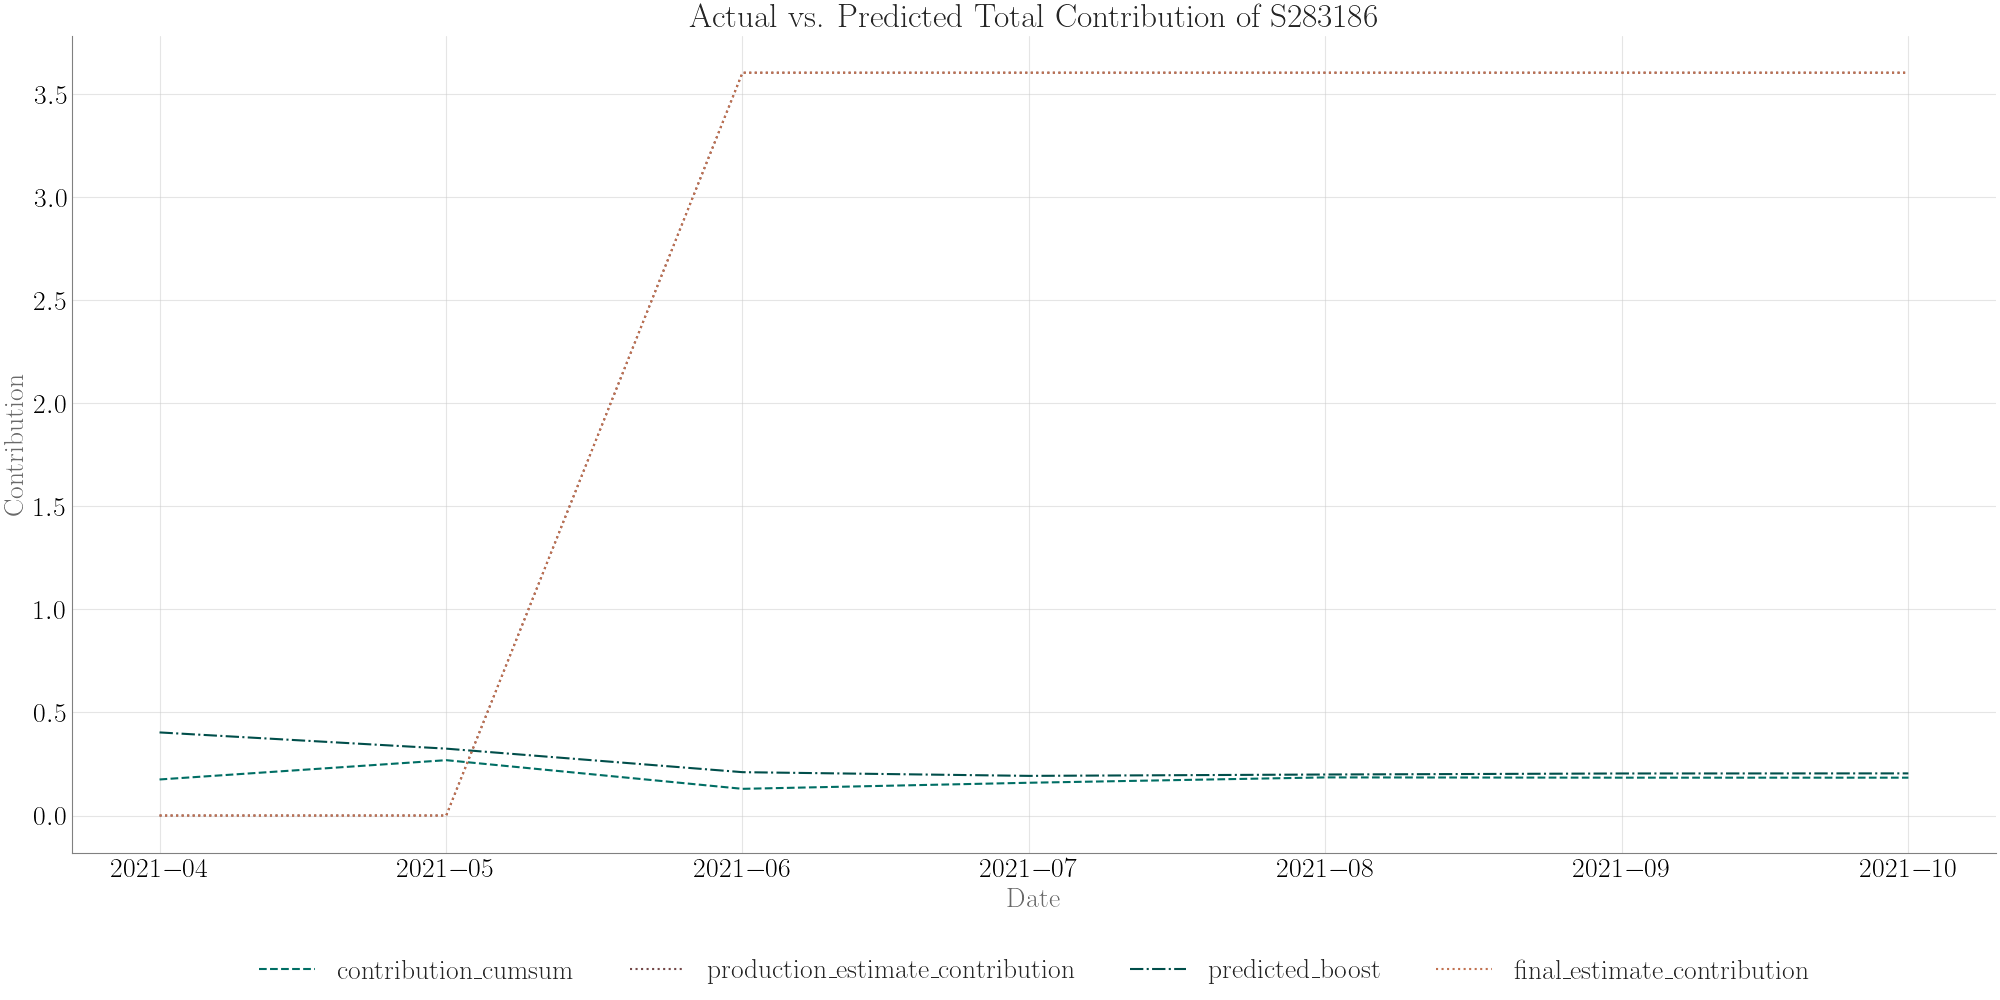 Actual vs. Predicted Total Contribution of S283186
Contribution
3.5
3.0
2.5
2.0
1.5
1.0
0.5
0.0
2021−04 2021−05 2021−06 2021−07 2021−08 2021−09 2021−10
Date
contribution_cumsum production_estimate_contribution predicted_boost final_estimate_contribution